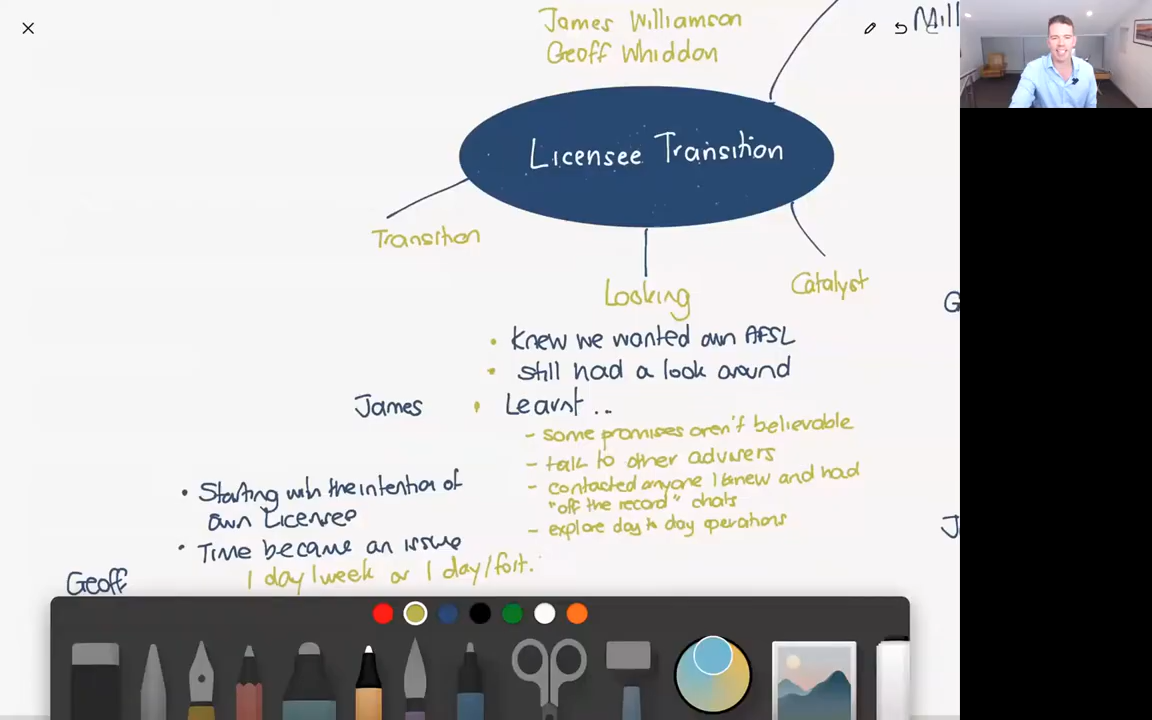 James Williamson
Geoff Whiddon
Mill
Licensee Transition
Transition
Looking
Catalyst
G
• Knew we wanted own AFSL
• still had a look around
James • Learnt ..
- some promises aren't believable
- talk to other advisers
- contacted anyone I knew and had
"off the record" chats
- explore day to day operations
J
• Starting with the intention of
own Licensee
• Time became an issue
1 day/week or 1 day/fort.
Geoff